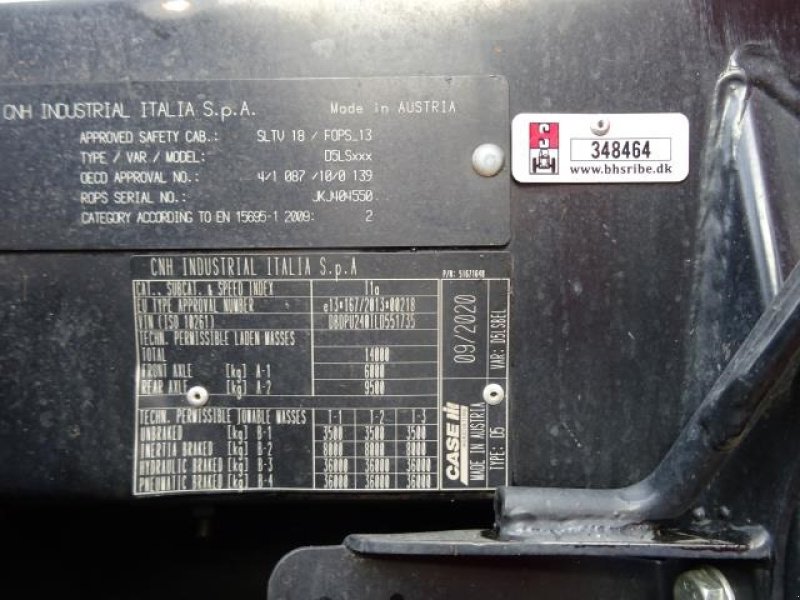 CNH INDUSTRIAL ITALIA S.p.A. Made in AUSTRIA
APPROVED SAFETY CAB.: SLTV 18 / FOPS_13
TYPE / VAR / MODEL: D5LSxxx
OECD APPROVAL NO.: 4/1 087 /10/0 139
ROPS SERIAL NO.: JKJ404550
CATEGORY ACCORDING TO EN 15695-1 2009: 2
348464
www.bhsribe.dk
CNH INDUSTRIAL ITALIA S.p.A
CAT., SUBCAT. & SPEED INDEX T1a
EU TYPE APPROVAL NUMBER e13*167/2013*00218
VIN (ISO 10261)
TECHN. PERMISSIBLE LADEN MASSES
TOTAL 14000
FRONT AXLE [kg] A-1 6000
REAR AXLE [kg] A-2 9500
TECHN. PERMISSIBLE TOWABLE MASSES T-1 T-2 T-3
UNBRAKED [kg] B-1 3500 3500 3500
INERTIA BRAKED [kg] B-2 8000 8000 8000
HYDRAULIC BRAKED [kg] B-3 36000 36000 36000
PNEUMATIC BRAKED [kg] B-4 36000 36000 36000
09/2020
VAR: D5LS8EL
CASE IH
MADE IN AUSTRIA
TYPE: D5